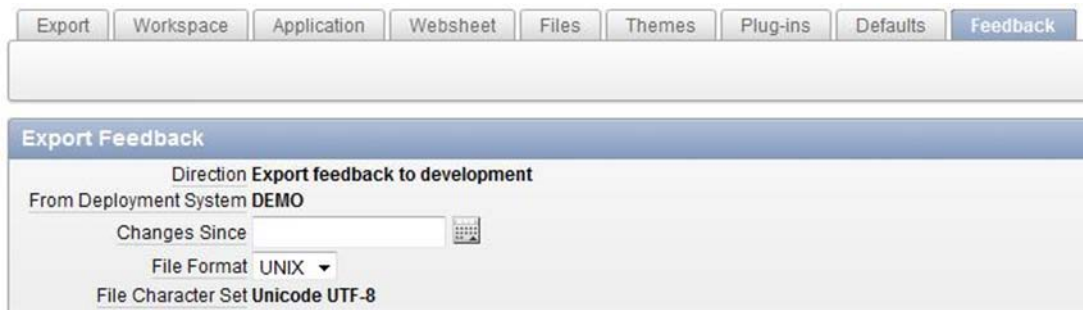 Export Workspace Application Websheet Files Themes Plug-ins Defaults Feedback
Export Feedback
Direction Export feedback to development
From Deployment System DEMO
Changes Since
File Format UNIX
File Character Set Unicode UTF-8